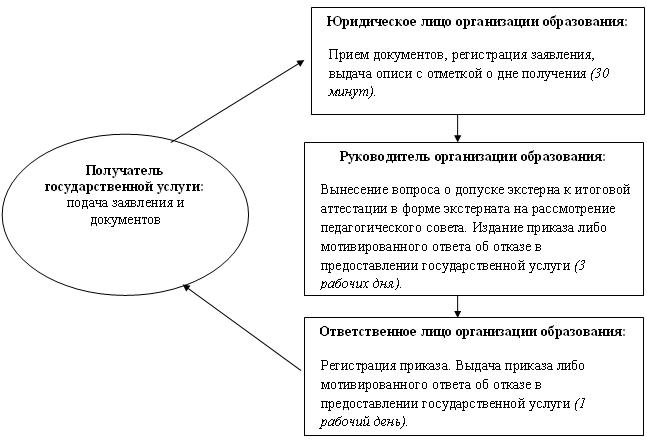 Юридическое лицо организации образования:
Прием документов, регистрация заявления,
выдача описи с отметкой о дне получения (30
минут).
Получатель
государственной услуги:
подача заявления и
документов
Руководитель организации образования:
Вынесение вопроса о допуске экстерна к итоговой
аттестации в форме экстерната на рассмотрение
педагогического совета. Издание приказа либо
мотивированного ответа об отказе в
предоставлении государственной услуги (3
рабочих дня).
Ответственное лицо организации образования:
Регистрация приказа. Выдача приказа либо
мотивированного ответа об отказе в
предоставлении государственной услуги (1
рабочий день).